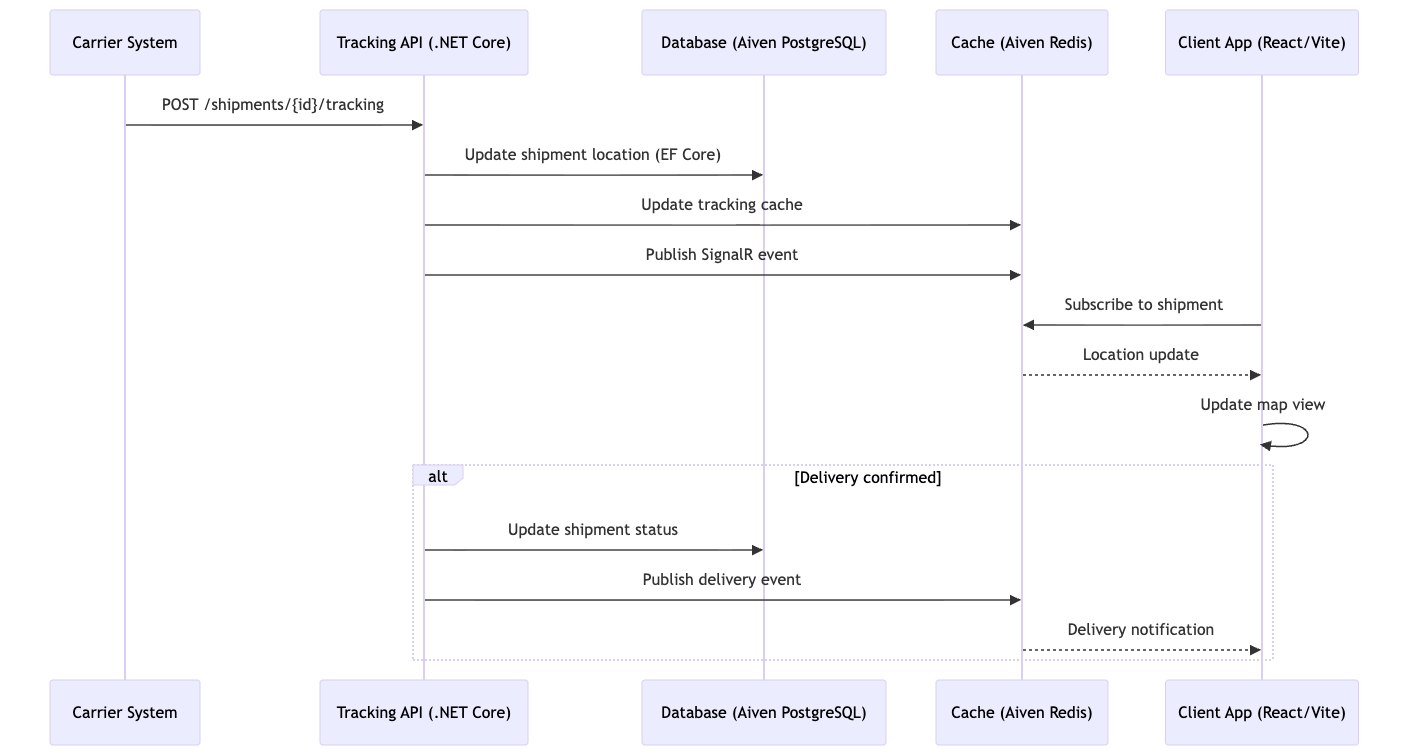 Carrier System
Tracking API (.NET Core)
Database (Aiven PostgreSQL)
Cache (Aiven Redis)
Client App (React/Vite)
POST /shipments/{id}/tracking
Update shipment location (EF Core)
Update tracking cache
Publish SignalR event
Subscribe to shipment
Location update
Update map view
alt
[Delivery confirmed]
Update shipment status
Publish delivery event
Delivery notification
Carrier System
Tracking API (.NET Core)
Database (Aiven PostgreSQL)
Cache (Aiven Redis)
Client App (React/Vite)